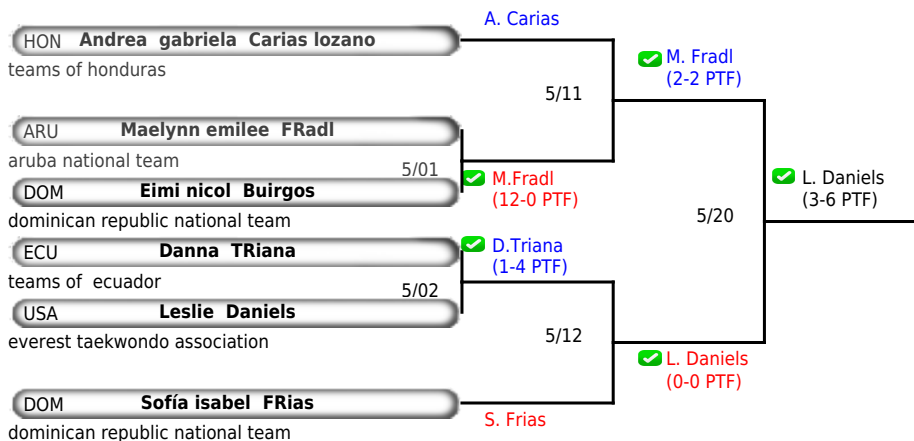 A. Carias
HON Andrea gabriela Carias lozano
teams of honduras
M. Fradl
(2-2 PTF)
5/11
ARU Maelynn emilee FRadl
aruba national team
5/01
M.Fradl
(12-0 PTF)
DOM Eimi nicol Buirgos
dominican republic national team
L. Daniels
(3-6 PTF)
5/20
ECU Danna TRiana
teams of ecuador
D.Triana
(1-4 PTF)
5/02
USA Leslie Daniels
everest taekwondo association
5/12
L. Daniels
(0-0 PTF)
DOM Sofía isabel FRias
dominican republic national team
S. Frias